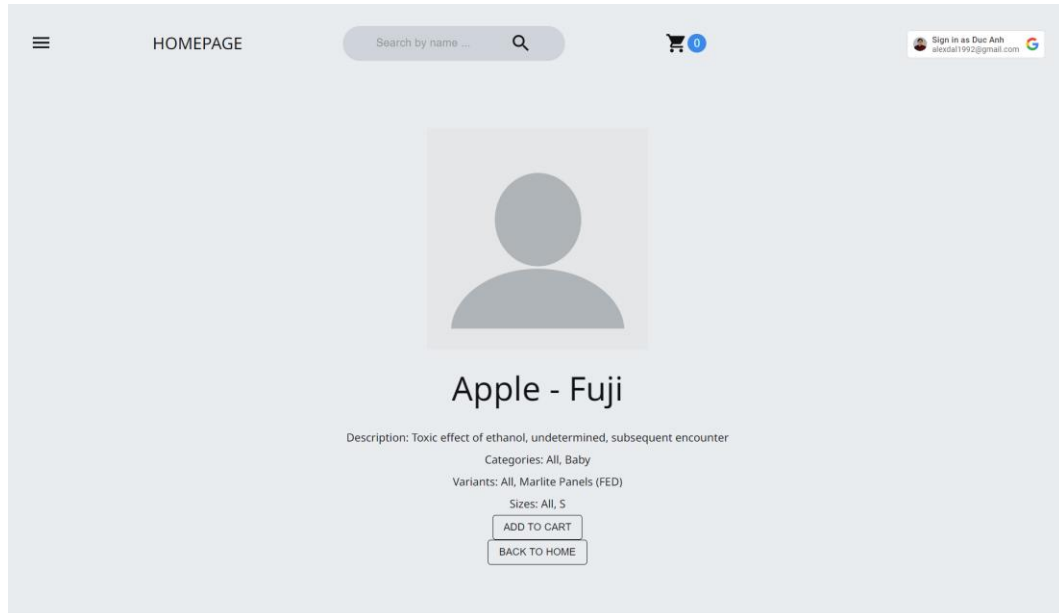 HOMEPAGE
Search by name ...
0
Sign in as Duc Anh
alexdal1992@gmail.com
Apple - Fuji
Description: Toxic effect of ethanol, undetermined, subsequent encounter
Categories: All, Baby
Variants: All, Marlite Panels (FED)
Sizes: All, S
ADD TO CART
BACK TO HOME